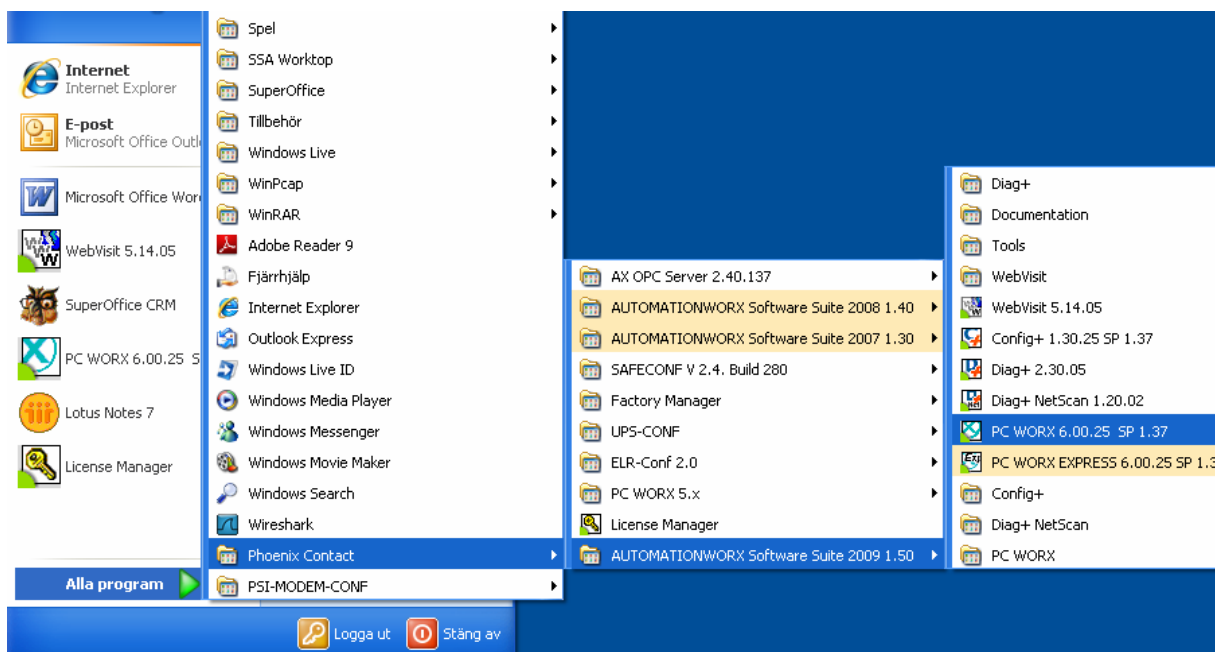 Internet
Internet Explorer
E-post
Microsoft Office Outl
Microsoft Office Wor
WebVisit 5.14.05
SuperOffice CRM
PC WORX 6.00.25 S
Lotus Notes 7
License Manager
Alla program
Spel
SSA Worktop
SuperOffice
Tillbehör
Windows Live
WinPcap
WinRAR
Adobe Reader 9
Fjärrhjälp
Internet Explorer
Outlook Express
Windows Live ID
Windows Media Player
Windows Messenger
Windows Movie Maker
Windows Search
Wireshark
Phoenix Contact
PSI-MODEM-CONF
AX OPC Server 2.40.137
AUTOMATIONWORX Software Suite 2008 1.40
AUTOMATIONWORX Software Suite 2007 1.30
SAFECONF V 2.4. Build 280
Factory Manager
UPS-CONF
ELR-Conf 2.0
PC WORX 5.x
License Manager
AUTOMATIONWORX Software Suite 2009 1.50
Diag+
Documentation
Tools
WebVisit
WebVisit 5.14.05
Config+ 1.30.25 SP 1.37
Diag+ 2.30.05
Diag+ NetScan 1.20.02
PC WORX 6.00.25 SP 1.37
PC WORX EXPRESS 6.00.25 SP 1.3
Config+
Diag+ NetScan
PC WORX
Logga ut
Stäng av